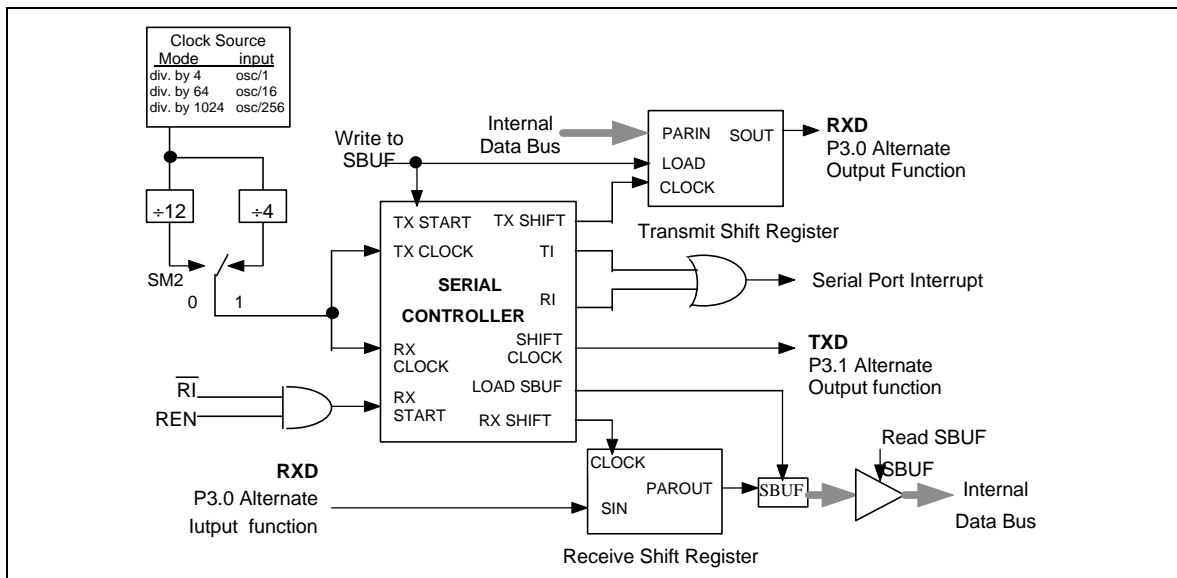 Clock Source
Mode input
div. by 4 osc/1
div. by 64 osc/16
div. by 1024 osc/256
÷12
÷4
SM2
0 1
Write to
SBUF
Internal
Data Bus
PARIN SOUT
LOAD
CLOCK
RXD
P3.0 Alternate
Output Function
Transmit Shift Register
TX START TX SHIFT
TX CLOCK TI
SERIAL
RI
CONTROLLER
RX
CLOCK
SHIFT
CLOCK
LOAD SBUF
RX
START
RX SHIFT
Serial Port Interrupt
TXD
P3.1 Alternate
Output function
RI
REN
RXD
P3.0 Alternate
Iutput function
CLOCK
PAROUT
SIN
Receive Shift Register
SBUF
Read SBUF
SBUF
Internal
Data Bus